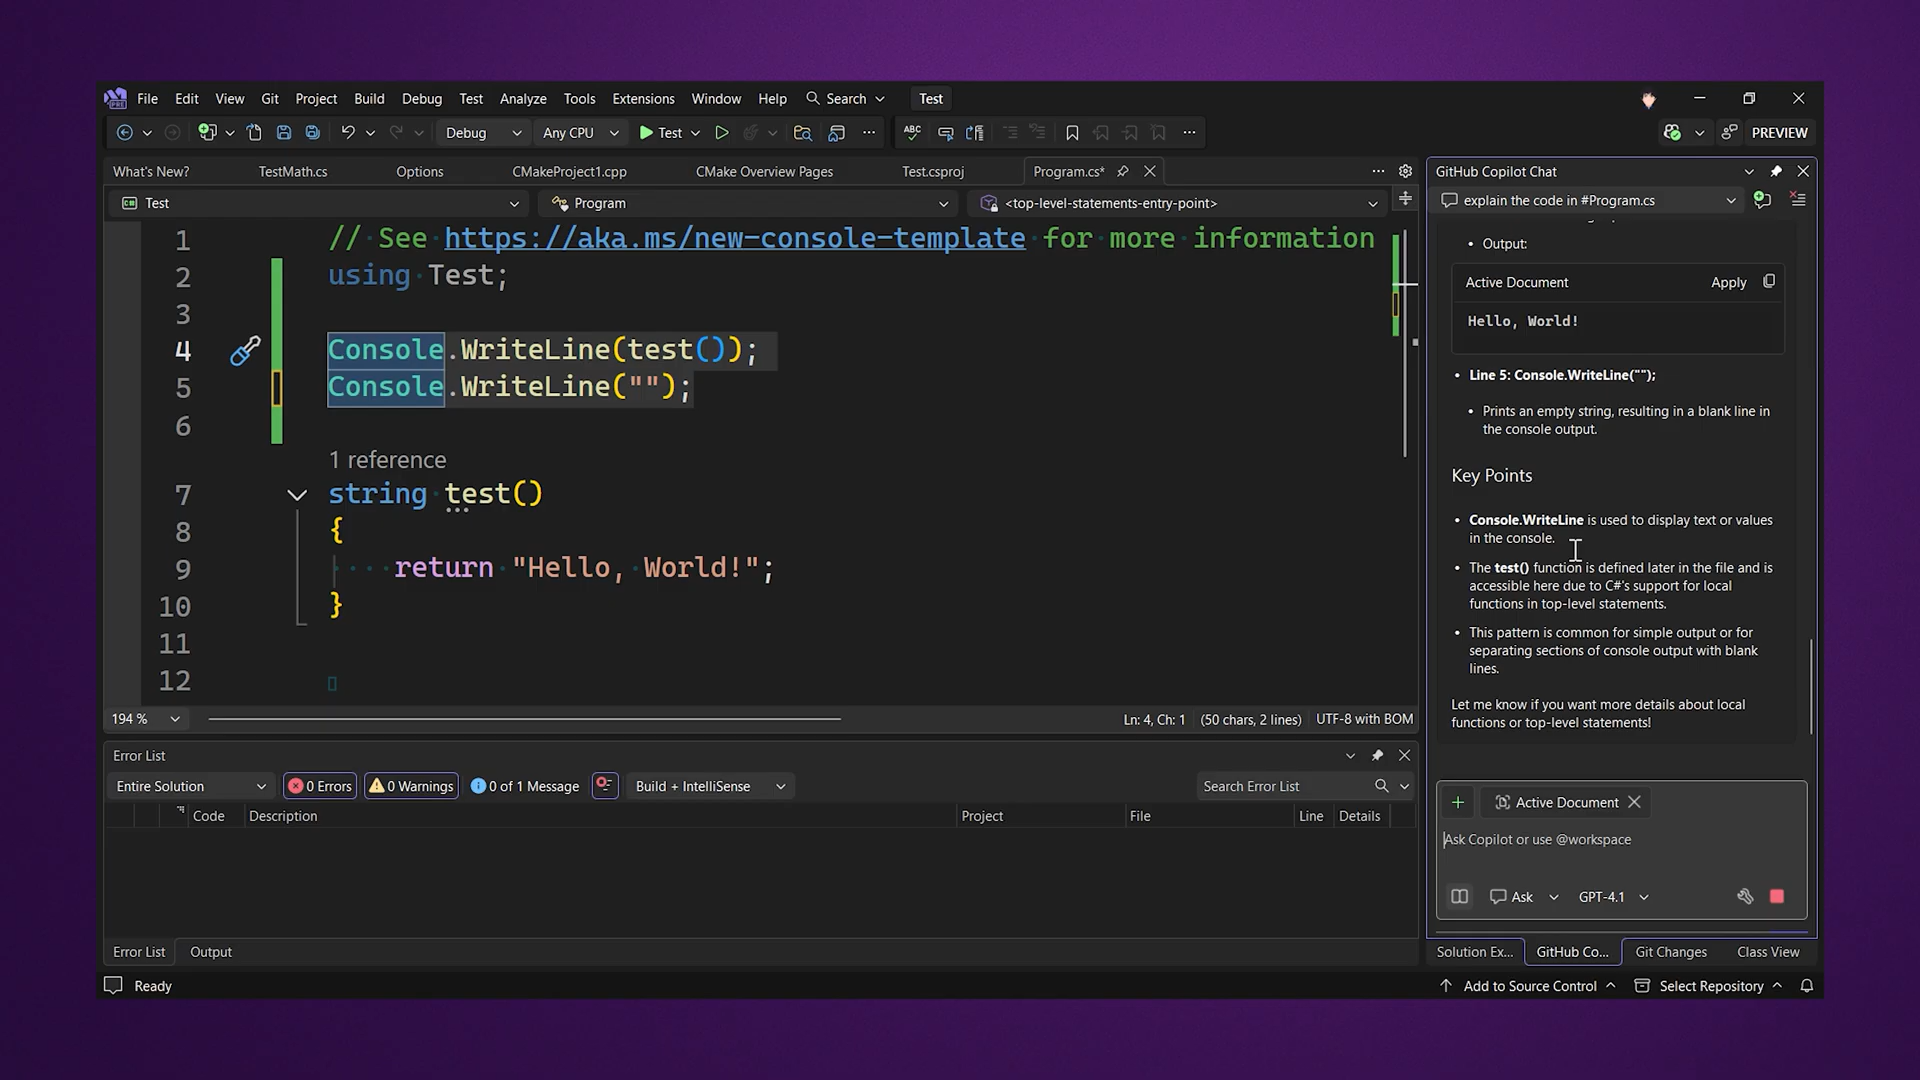 File Edit View Git Project Build Debug Test Analyze Tools Extensions Window Help Search Test
Debug Any CPU Test ABC PREVIEW
What's New? TestMath.cs Options CMakeProject1.cpp CMake Overview Pages Test.csproj Program.cs*
Test Program <top-level-statements-entry-point>
1 // See https://aka.ms/new-console-template for more information
2 using Test;
3
4 Console.WriteLine(test());
5 Console.WriteLine("");
6
1 reference
7 string test()
8 {
9 return "Hello, World!";
10 }
11
12
194 % Ln: 4, Ch: 1 (50 chars, 2 lines) UTF-8 with BOM
Error List
Entire Solution 0 Errors 0 Warnings 0 of 1 Message Build + IntelliSense Search Error List
Code Description Project File Line Details
Error List Output
GitHub Copilot Chat
explain the code in #Program.cs
• Output:
Active Document Apply
Hello, World!
• Line 5: Console.WriteLine("");
• Prints an empty string, resulting in a blank line in
the console output.
Key Points
• Console.WriteLine is used to display text or values
in the console.
• The test() function is defined later in the file and is
accessible here due to C#'s support for local
functions in top-level statements.
• This pattern is common for simple output or for
separating sections of console output with blank
lines.
Let me know if you want more details about local
functions or top-level statements!
Active Document
Ask Copilot or use @workspace
Ask GPT-4.1
Solution Ex... GitHub Co... Git Changes Class View
Ready Add to Source Control Select Repository